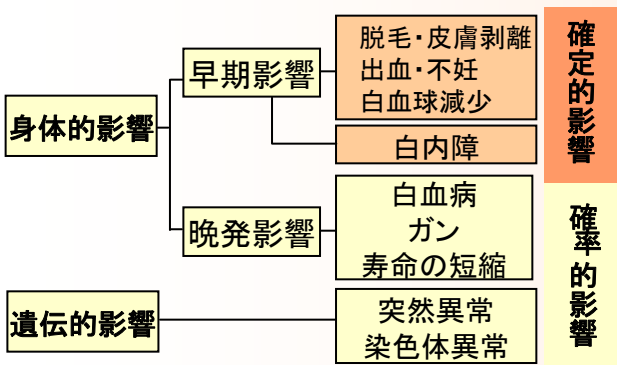 身体的影響
早期影響
脱毛・皮膚剥離
出血・不妊
白血球減少
白内障
晩発影響
白血病
ガン
寿命の短縮
遺伝的影響
突然異常
染色体異常
確定的影響
確率的影響